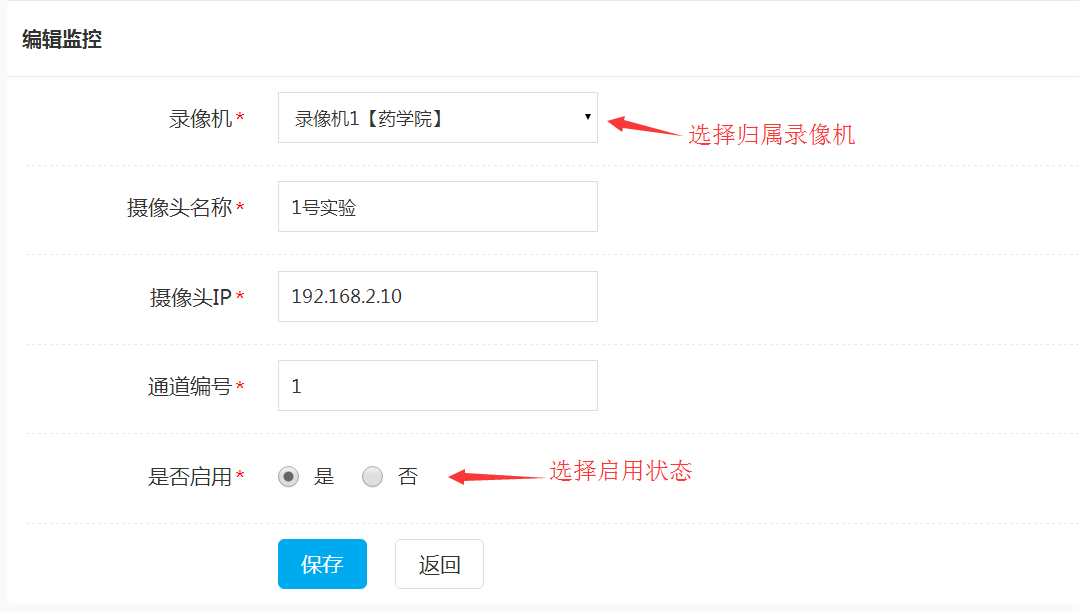 编辑监控
录像机*
录像机1【药学院】
选择归属录像机
摄像头名称*
1号实验
摄像头IP*
192.168.2.10
通道编号*
1
是否启用*
是
否
选择启用状态
保存
返回